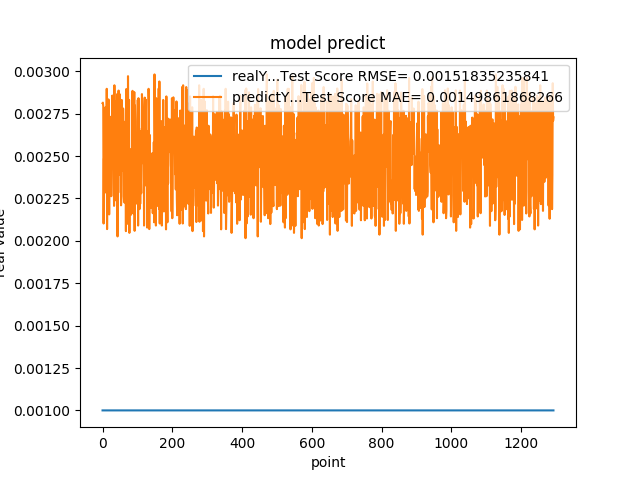 model predict
realY...Test Score RMSE= 0.00151835235841
predictY...Test Score MAE= 0.00149861868266
0.00300
0.00275
0.00250
0.00225
0.00200
0.00175
0.00150
0.00125
0.00100
value
0 200 400 600 800 1000 1200
point